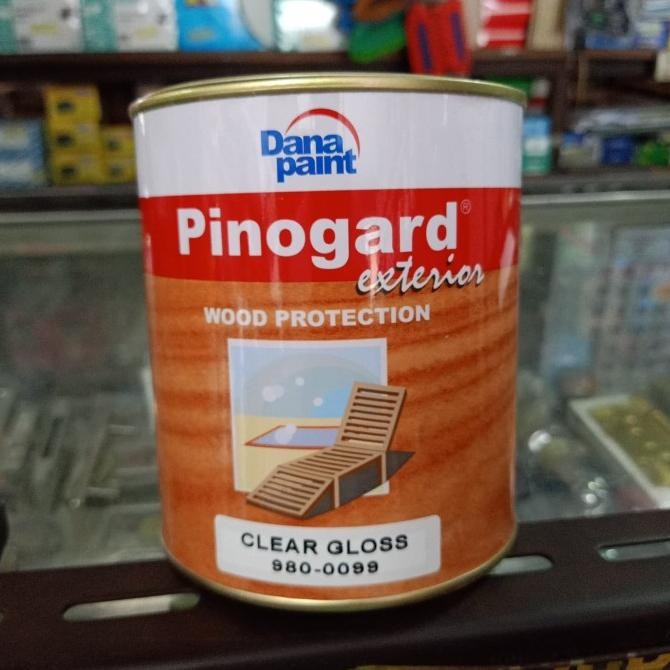 Dana
paint
Pinogard®
exterior
WOOD PROTECTION
CLEAR GLOSS
980-0099